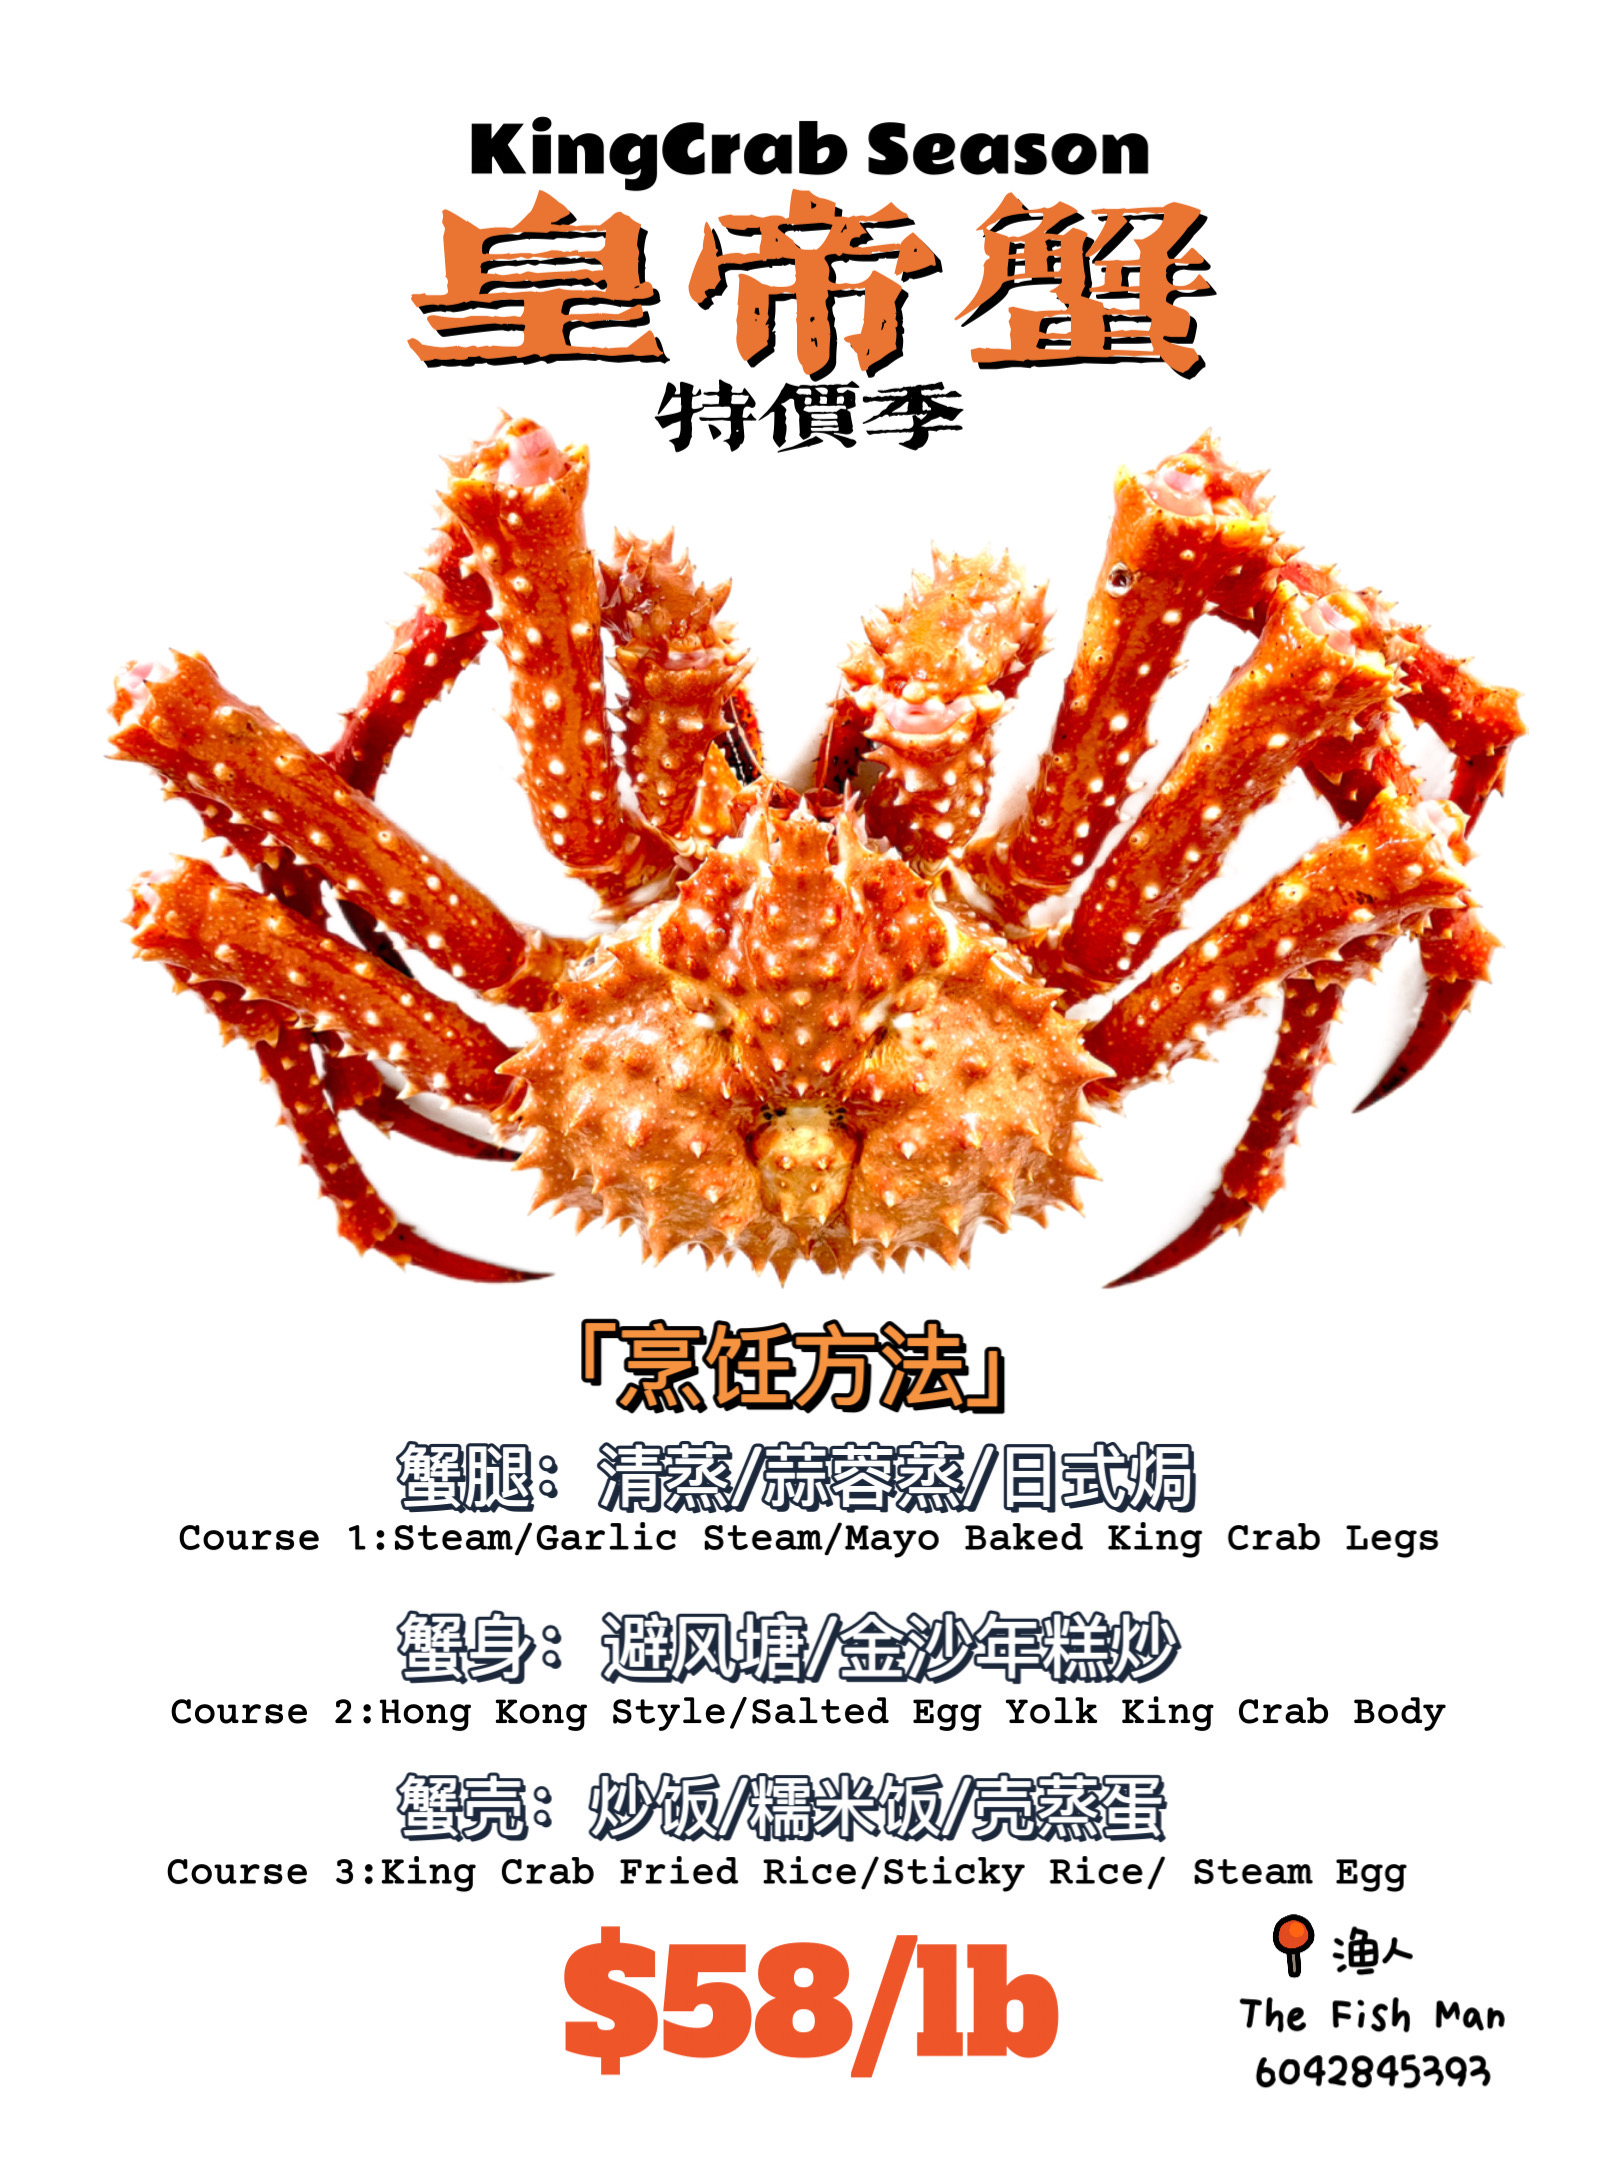 KingCrab Season
皇帝蟹
特價季
「烹饪方法」
蟹腿：清蒸/蒜蓉蒸/日式焗
Course 1:Steam/Garlic Steam/Mayo Baked King Crab Legs
蟹身：避风塘/金沙年糕炒
Course 2:Hong Kong Style/Salted Egg Yolk King Crab Body
蟹壳：炒饭/糯米饭/壳蒸蛋
Course 3:King Crab Fried Rice/Sticky Rice/ Steam Egg
$58/lb
渔人
The Fish Man
6042845393